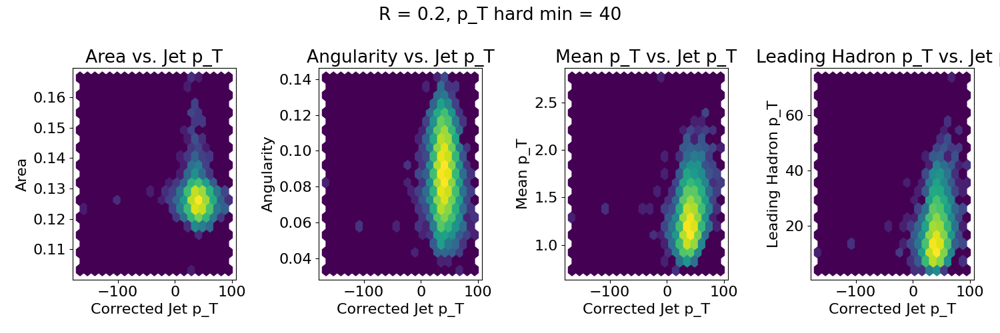 R = 0.2, p_T hard min = 40
Area vs. Jet p_T
Angularity vs. Jet p_T
Mean p_T vs. Jet p_T
Leading Hadron p_T vs. Jet p
Area
0.16
0.15
0.14
0.13
0.12
0.11
−100
0
100
Corrected Jet p_T
Angularity
0.14
0.12
0.10
0.08
0.06
0.04
−100
0
100
Corrected Jet p_T
Mean p_T
2.5
2.0
1.5
1.0
−100
0
100
Corrected Jet p_T
Leading Hadron p_T
60
40
20
−100
0
100
Corrected Jet p_T